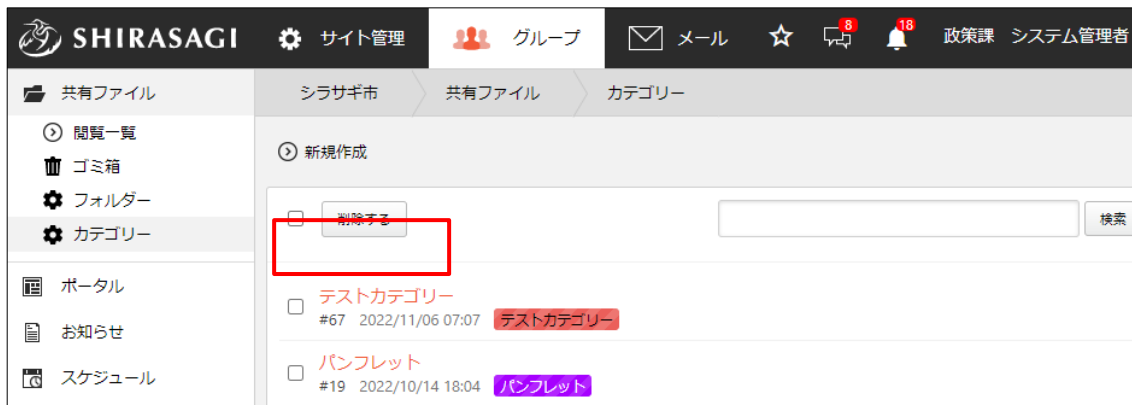 SHIRASAGI サイト管理 グループ メール 8 18 政策課 システム管理者
共有ファイル シラサギ市 共有ファイル カテゴリー
閲覧一覧
新規作成
ゴミ箱
フォルダー
削除する 検索
カテゴリー
ポータル
テストカテゴリー
#67 2022/11/06 07:07 テストカテゴリー
お知らせ
パンフレット
スケジュール
#19 2022/10/14 18:04 パンフレット